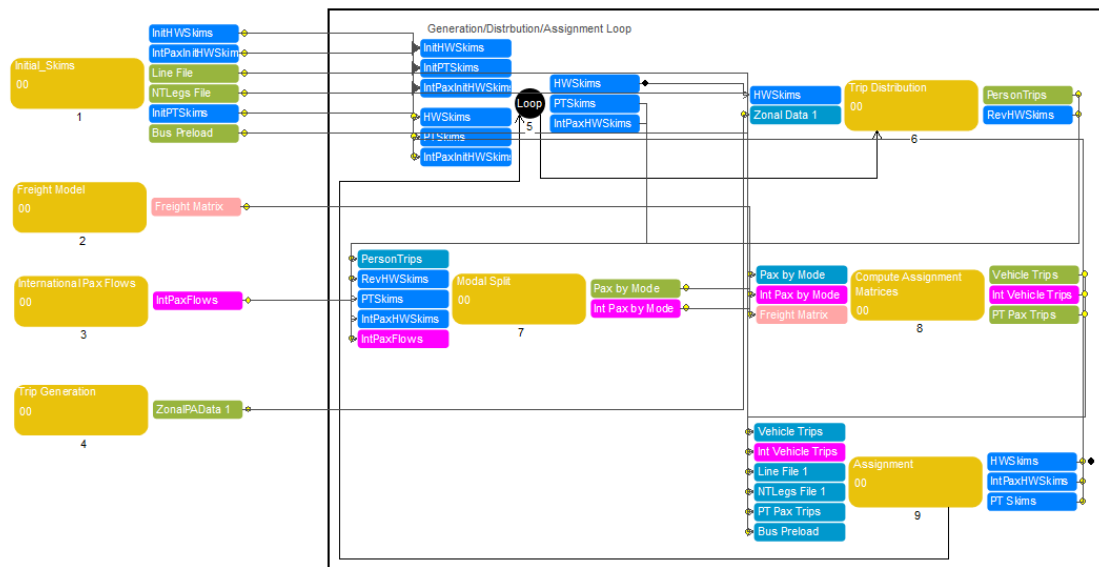 Generation/Distrbution/Assignment Loop
Initial_Skims
00
1
InitHWSkims
IntPaxInitHWSkim
Line File
NTLegs File
InitPTSkims
Bus Preload
InitHWSkims
InitPTSkims
IntPaxInitHWSkim
HWSkims
PTSkims
IntPaxInitHWSkim
Loop
5
HWSkims
PTSkims
IntPaxHWSkims
HWSkims
Zonal Data 1
Trip Distribution
00
6
PersonTrips
RevHWSkims
Freight Model
00
2
Freight Matrix
International Pax Flows
00
3
IntPaxFlows
PersonTrips
RevHWSkims
PTSkims
IntPaxHWSkims
IntPaxFlows
Modal Split
00
7
Pax by Mode
Int Pax by Mode
Pax by Mode
Int Pax by Mode
Freight Matrix
Compute Assignment
Matrices
00
8
Vehicle Trips
Int Vehicle Trips
PT Pax Trips
Trip Generation
00
4
ZonalPAData 1
Vehicle Trips
Int Vehicle Trips
Line File 1
NTLegs File 1
PT Pax Trips
Bus Preload
Assignment
00
9
HWSkims
IntPaxHWSkims
PT Skims